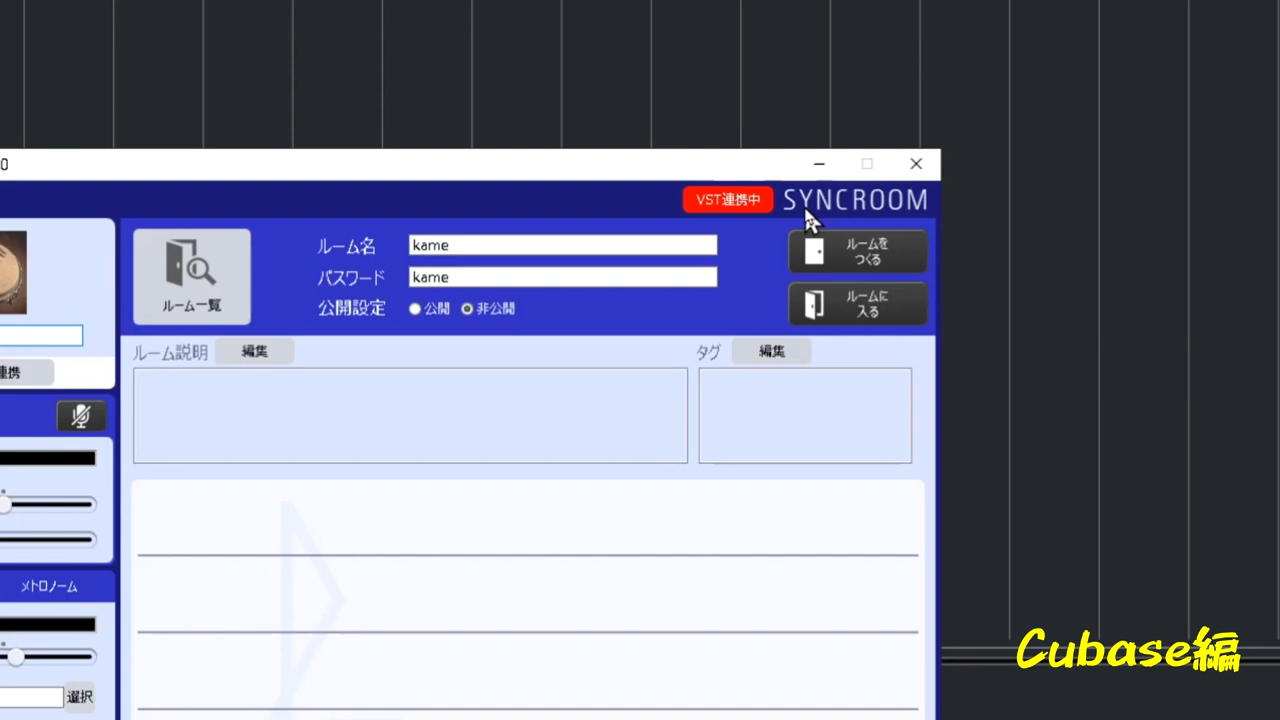 0
VST連携中 SYNCROOM
ルーム一覧
ルーム名 kame
パスワード kame
公開設定 公開 非公開
ルームを
つくる
ルームに
入る
ルーム説明 編集
タグ 編集
連携
メトロノーム
選択
Cubase編